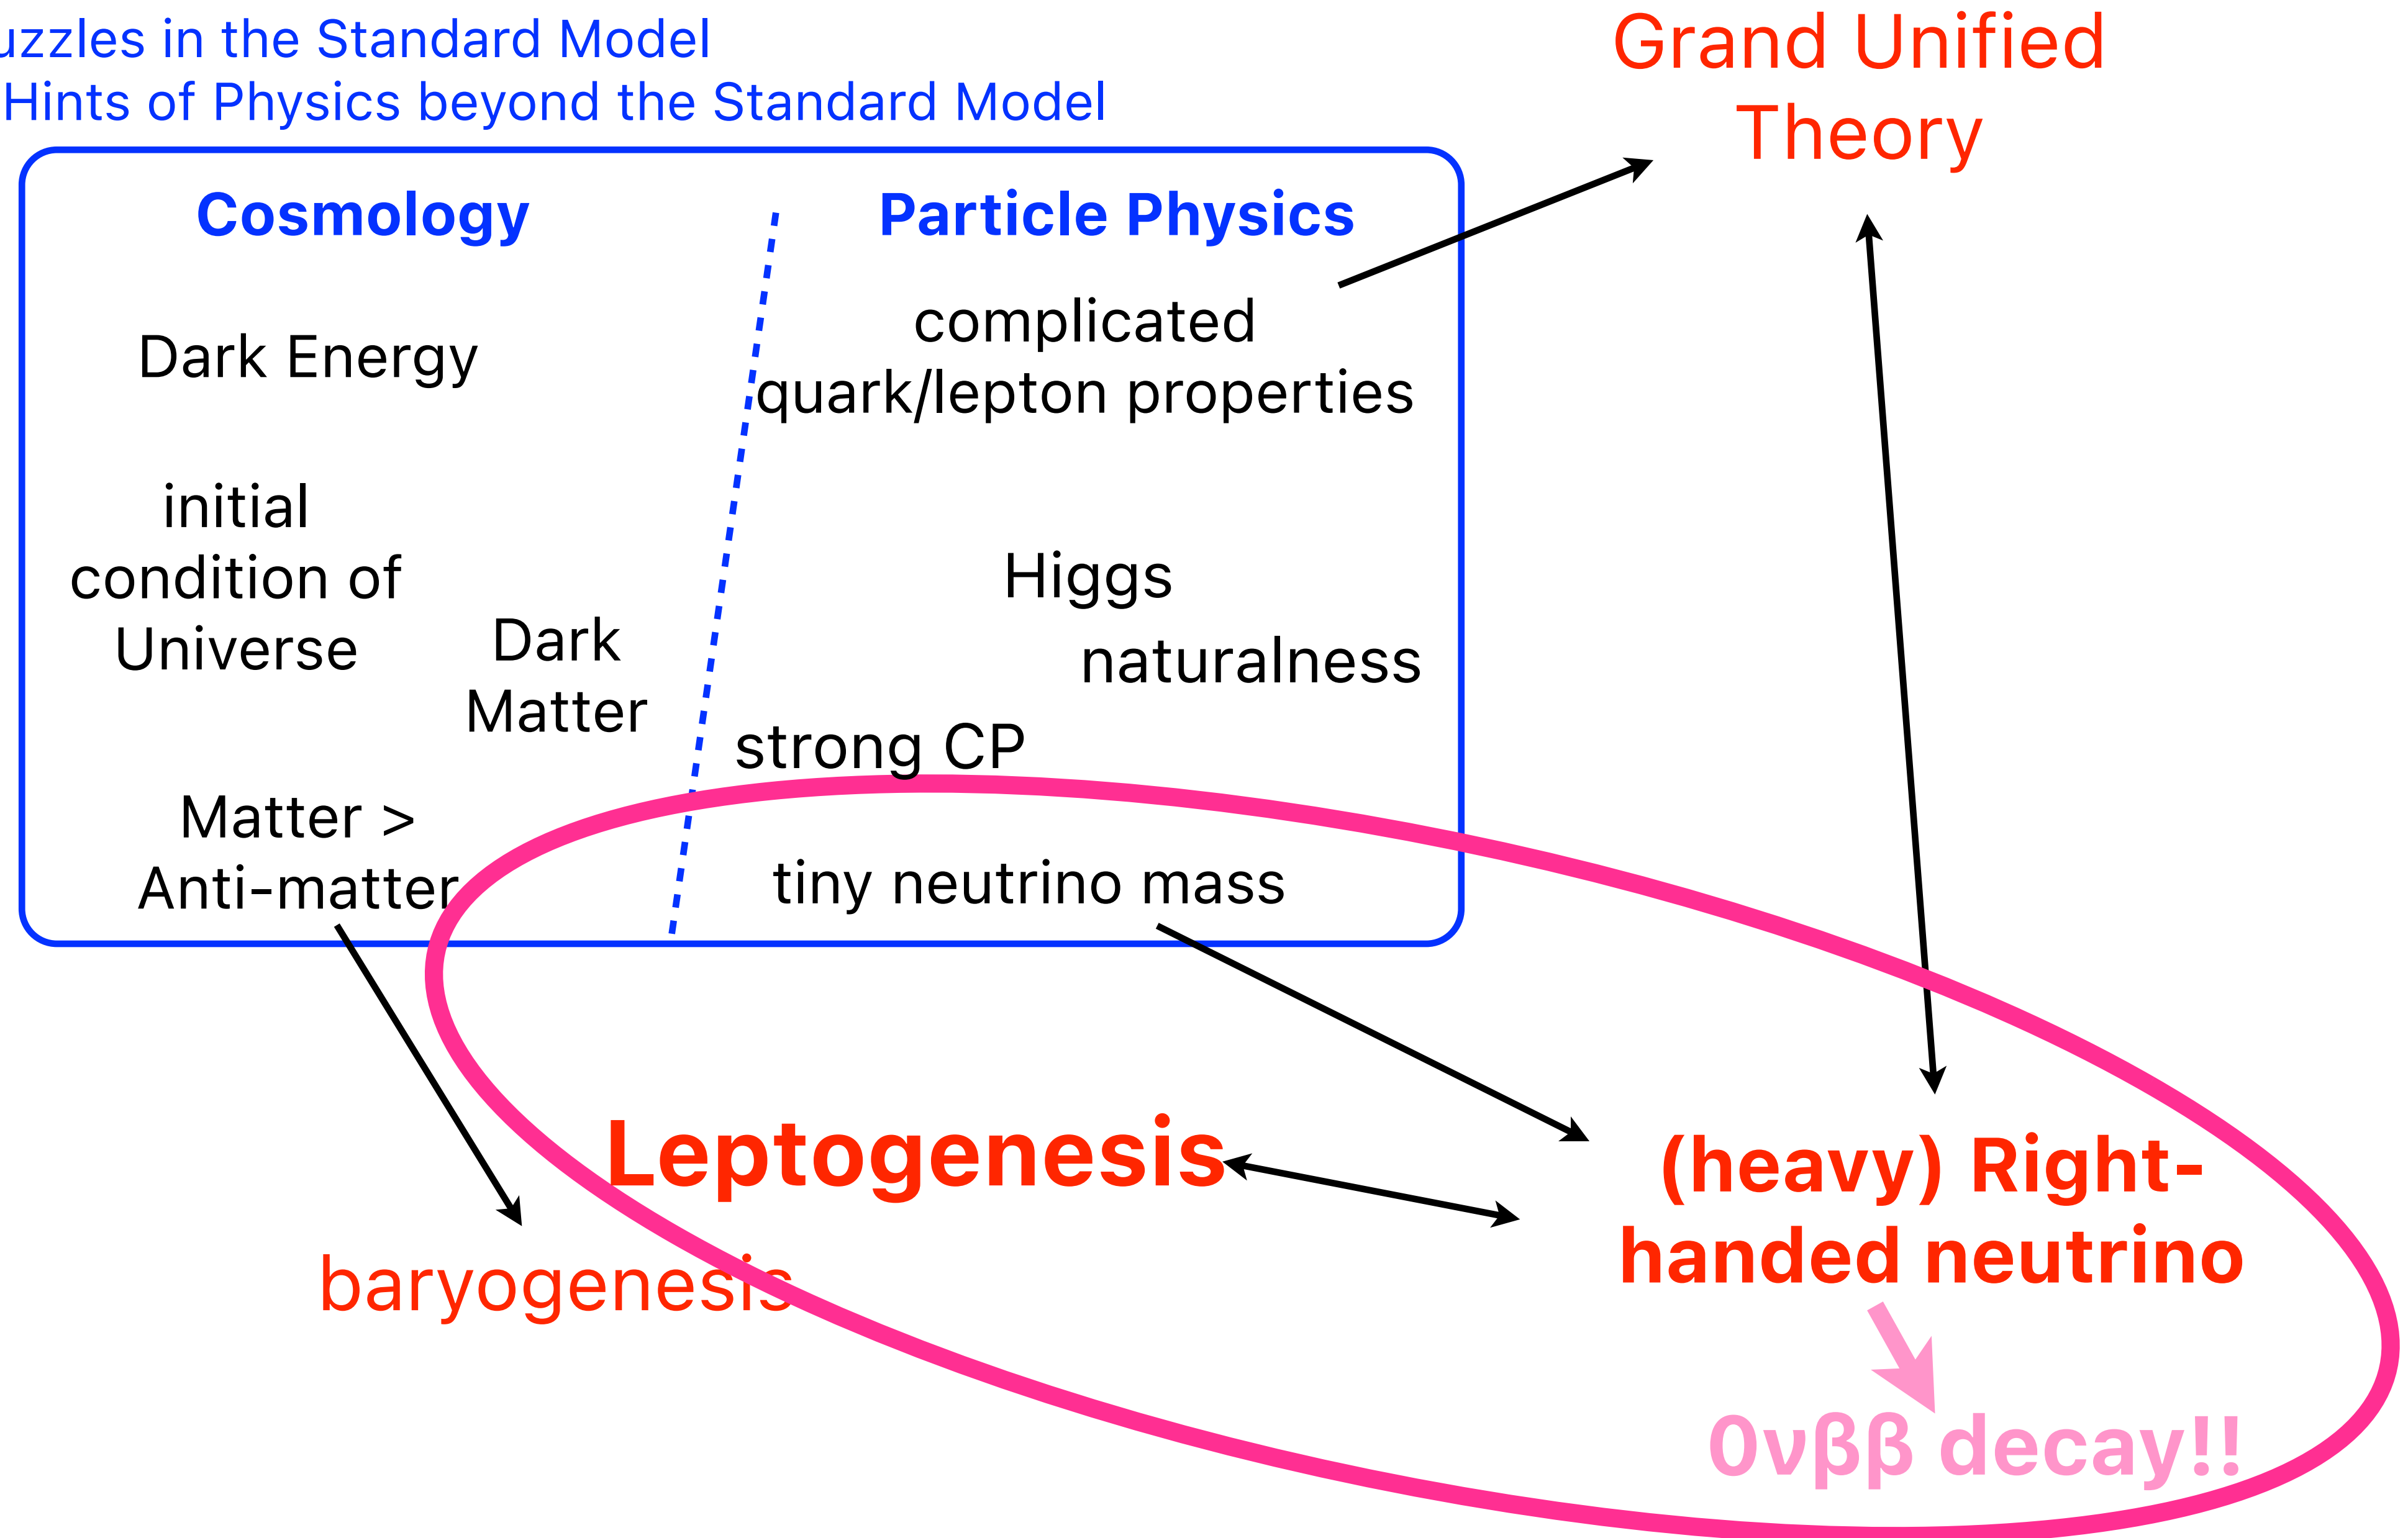 uzzles in the Standard Model
Hints of Physics beyond the Standard Model
Grand Unified
Theory
Cosmology
Dark Energy
initial
condition of
Universe
Dark
Matter
Matter >
Anti-matter
Particle Physics
complicated
quark/lepton properties
Higgs
naturalness
strong CP
tiny neutrino mass
Leptogenesis
baryogenesis
(heavy) Right-
handed neutrino
0νββ decay!!